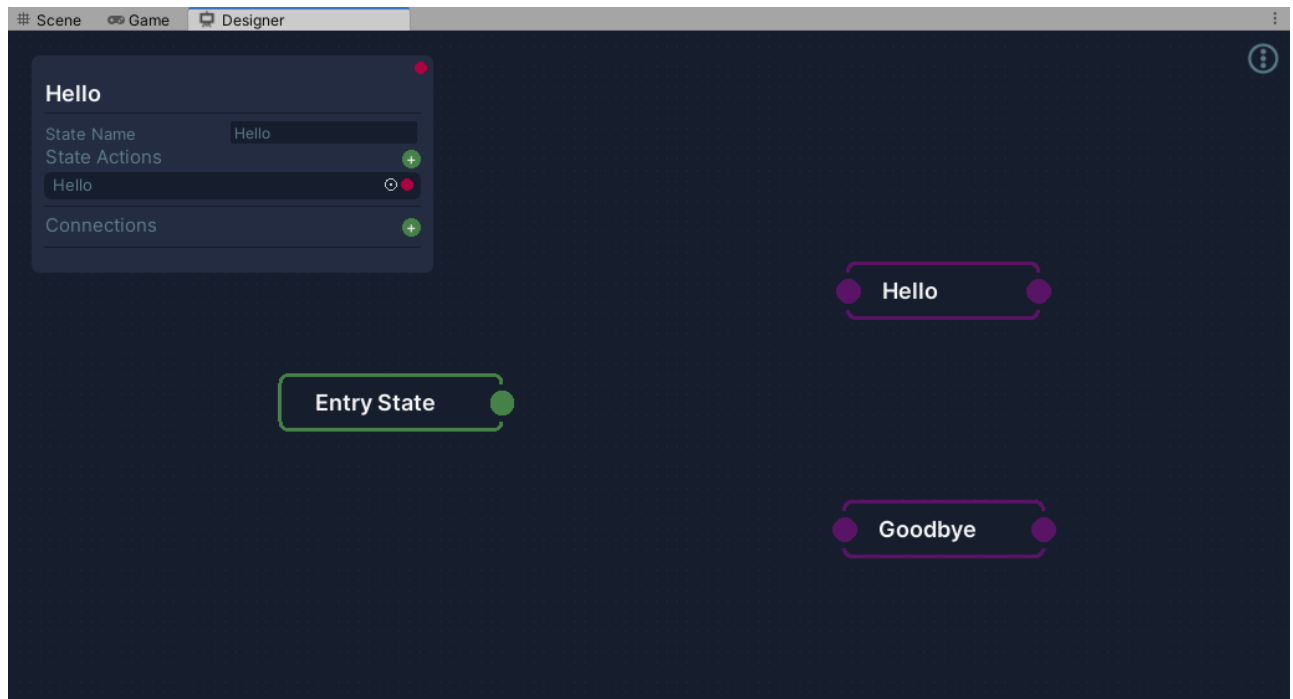 Scene Game Designer
Hello
State Name Hello
State Actions
Hello
Connections
Hello
Entry State
Goodbye